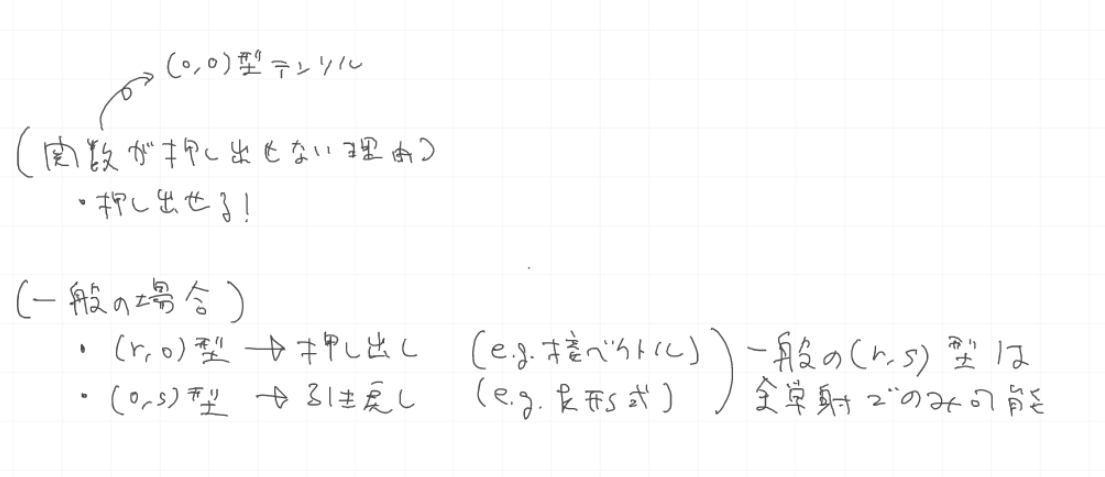 (0,0)型テンソル
(関数が押し出せない理由)
・押し出せる!
(一般の場合)
・(r,0)型 → 押し出し (e.g. 接ベクトル) 一般の(r,s)型は
・(0,s)型 → 引き戻し (e.g. 長形式) 全単射でのみ可能